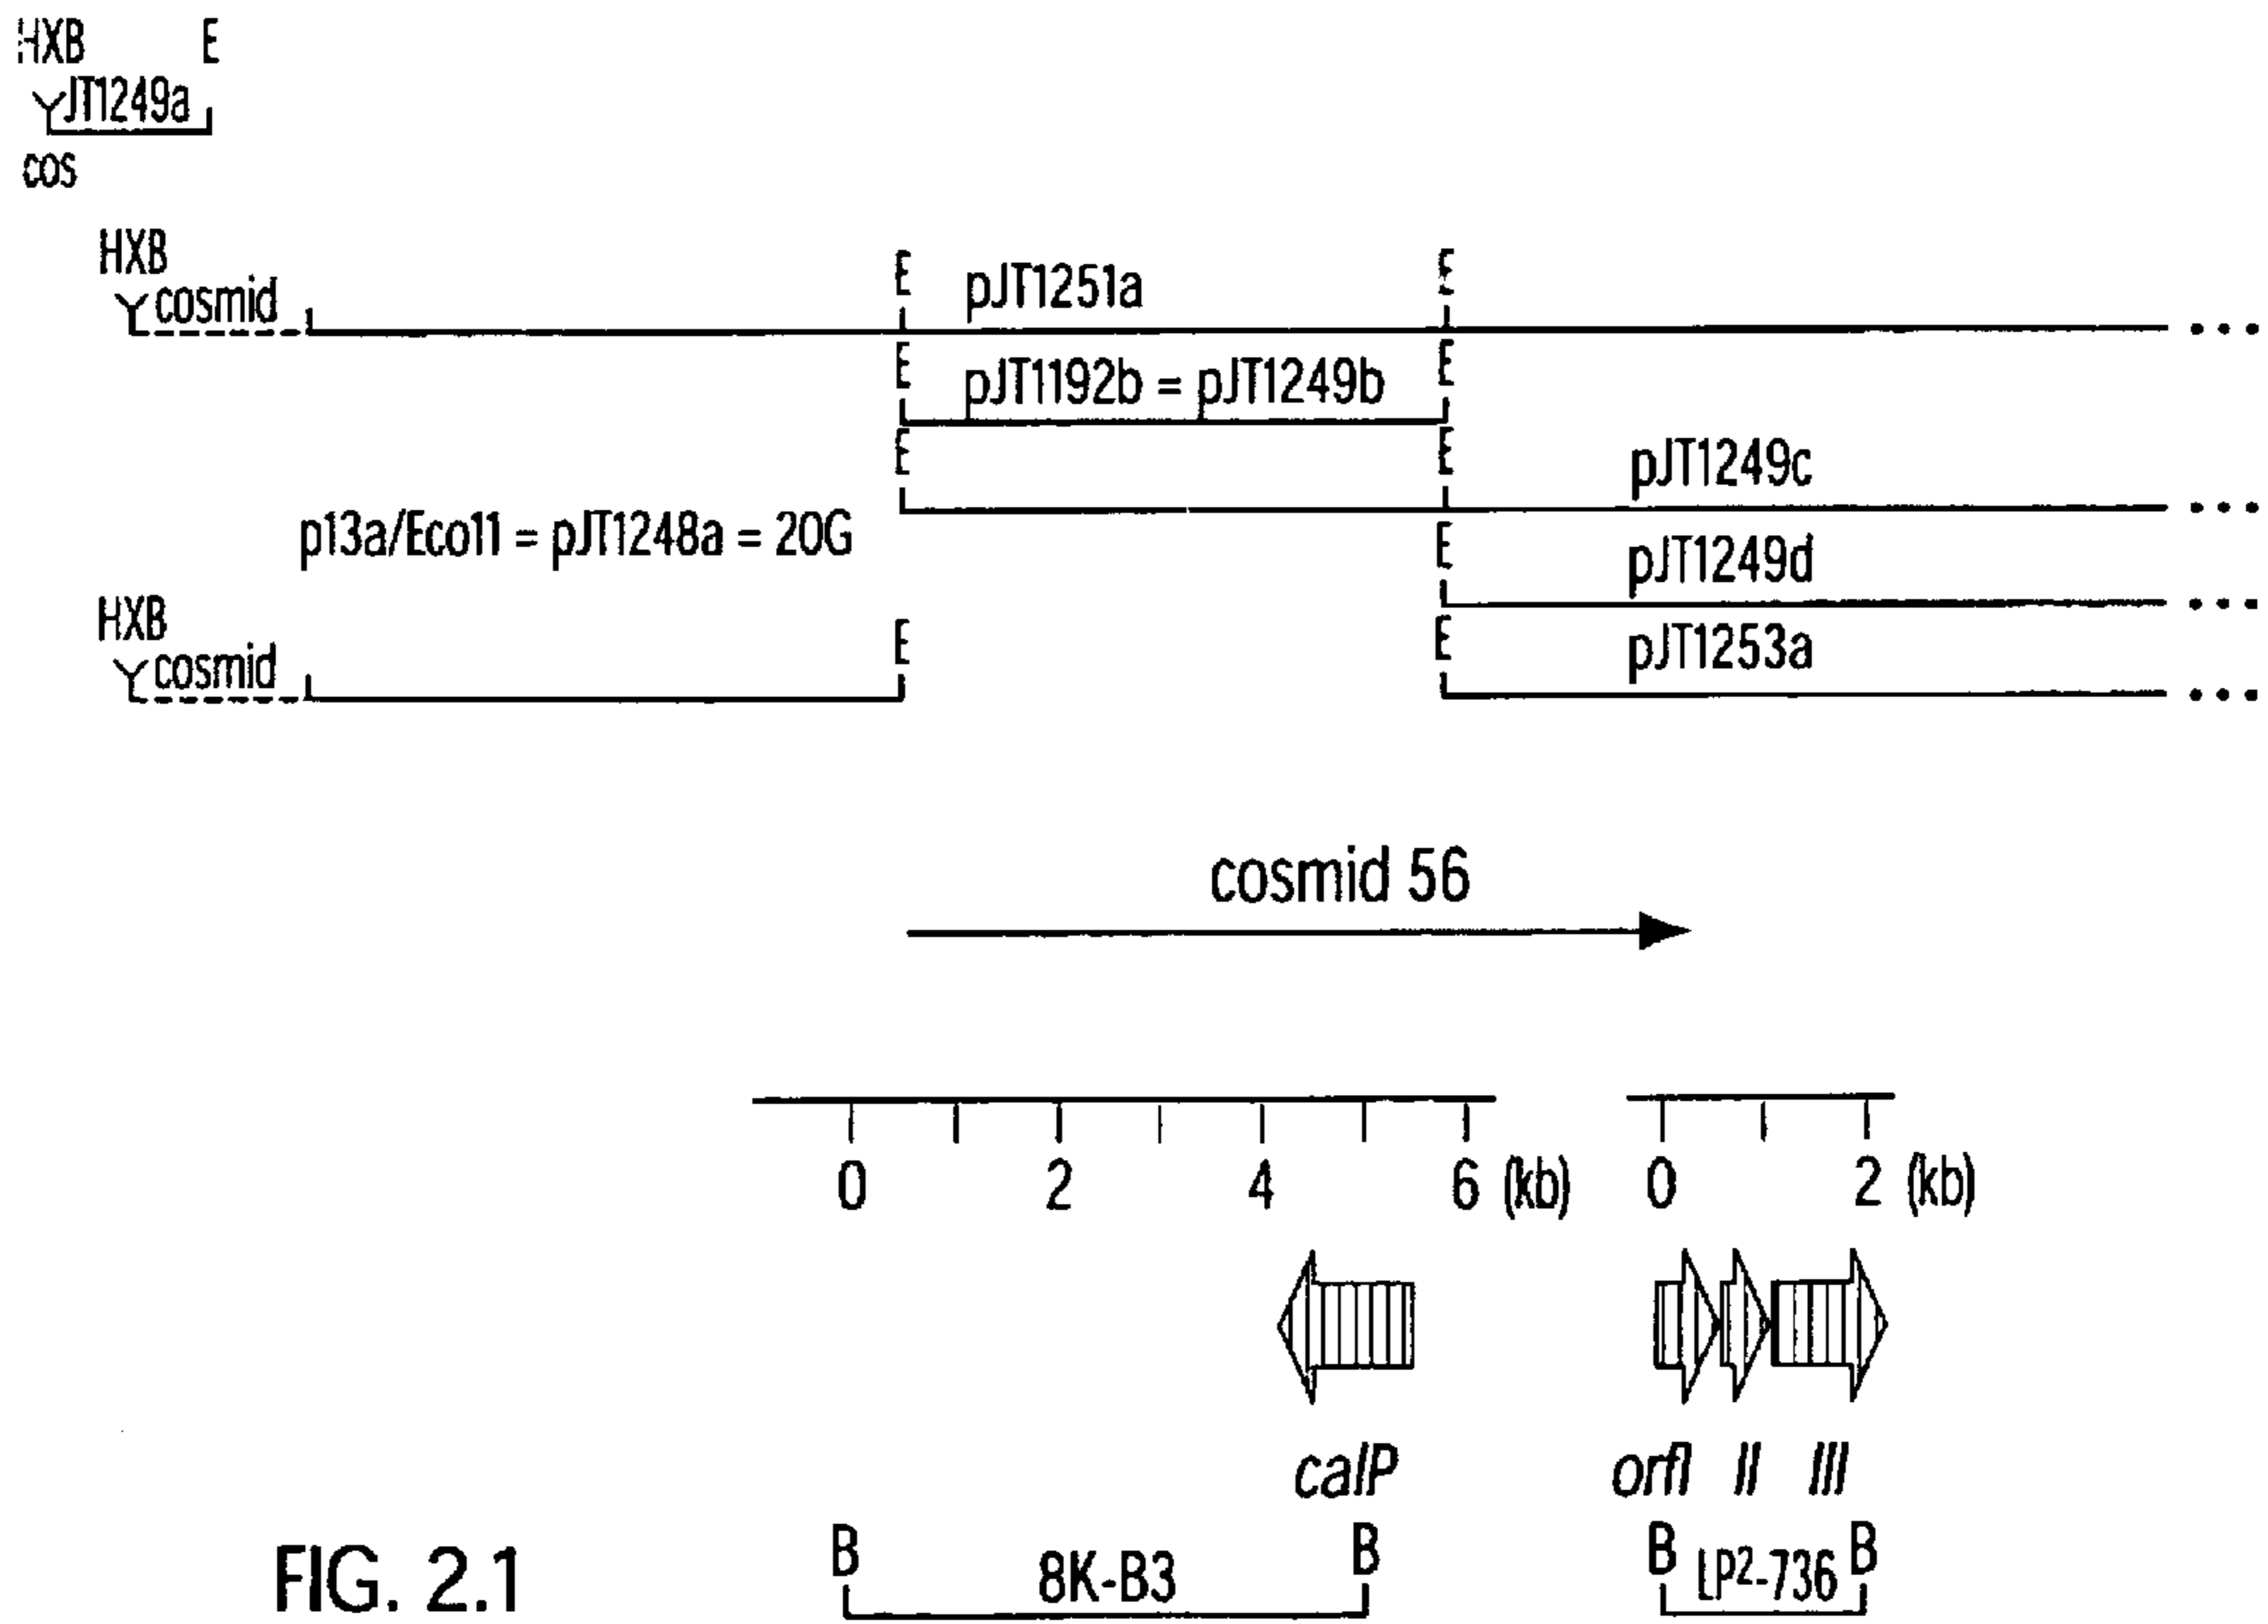 HXB E
JT1249a
cos
HXB
cosmid E pJT1251a E
E pJT1192b = pJT1249b E
E E pJT1249c
p13a/Eco11 = pJT1248a = 20G E pJT1249d
HXB
cosmid E E pJT1253a
cosmid 56
0 2 4 6 (kb) 0 2 (kb)
calP orfI II III
B 8K-B3 B B LP2-736 B
FIG. 2.1